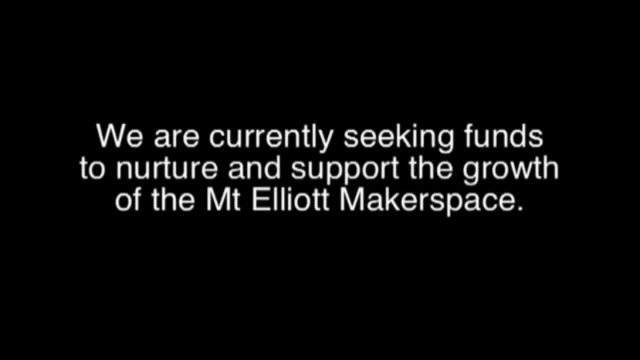 We are currently seeking funds
to nurture and support the growth
of the Mt Elliott Makerspace.